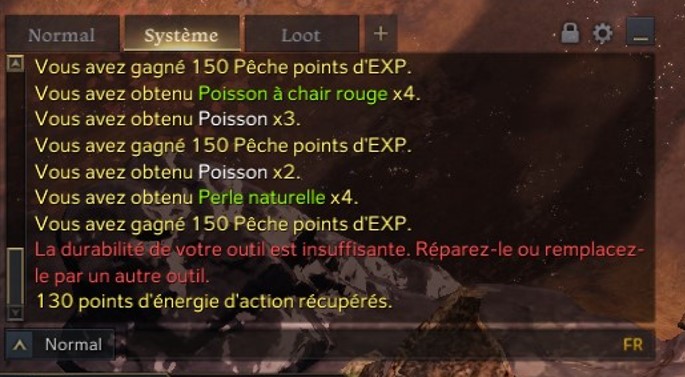 Normal Système Loot +
Vous avez gagné 150 Pêche points d'EXP.
Vous avez obtenu Poisson à chair rouge x4.
Vous avez obtenu Poisson x3.
Vous avez gagné 150 Pêche points d'EXP.
Vous avez obtenu Poisson x2.
Vous avez obtenu Perle naturelle x4.
Vous avez gagné 150 Pêche points d'EXP.
La durabilité de votre outil est insuffisante. Réparez-le ou remplacez-
le par un autre outil.
130 points d'énergie d'action récupérés.
Normal FR